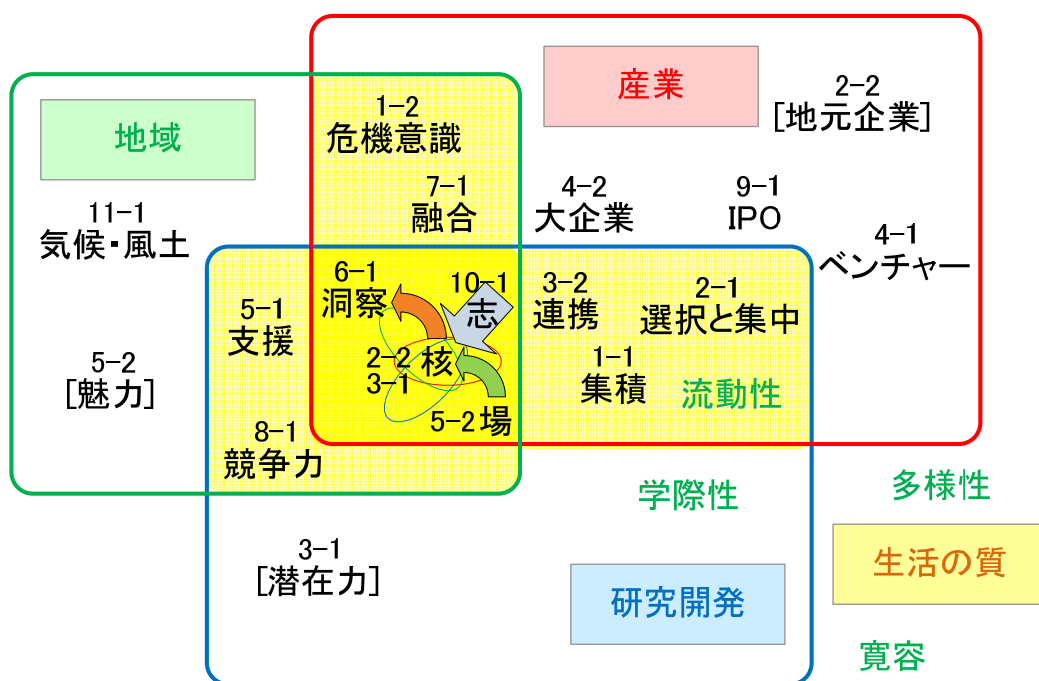 産業
2-2
[地元企業]
地域
1-2
危機意識
7-1
融合
4-2
大企業
9-1
IPO
11-1
気候・風土
4-1
ベンチャー
6-1
洞察
10-1
志
3-2
連携
2-1
選択と集中
5-1
支援
2-2
3-1
核
1-1
集積
流動性
5-2
[魅力]
5-2場
8-1
競争力
学際性
多様性
3-1
[潜在力]
研究開発
生活の質
寛容